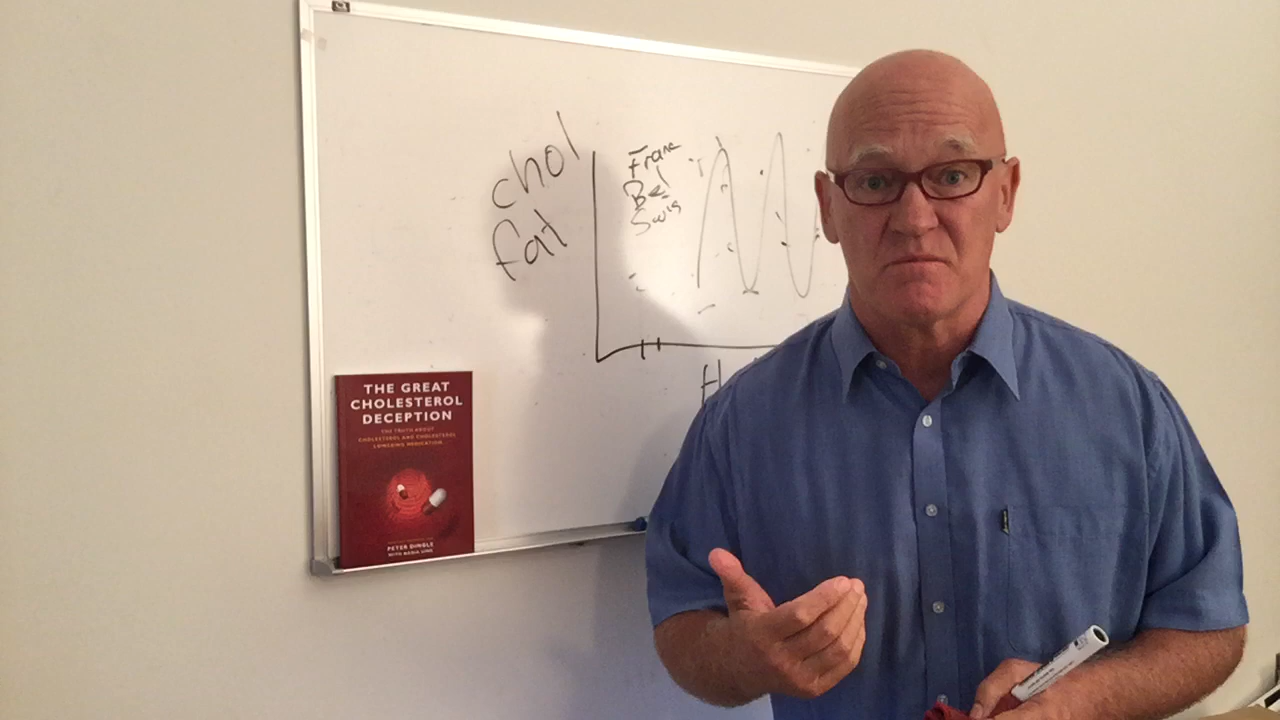 chol
fat
Franc
Bel
Swis
THE GREAT
CHOLESTEROL
DECEPTION
THE TRUTH ABOUT
CHOLESTEROL AND CHOLESTEROL
LOWERING MEDICATION
PETER DINGLE